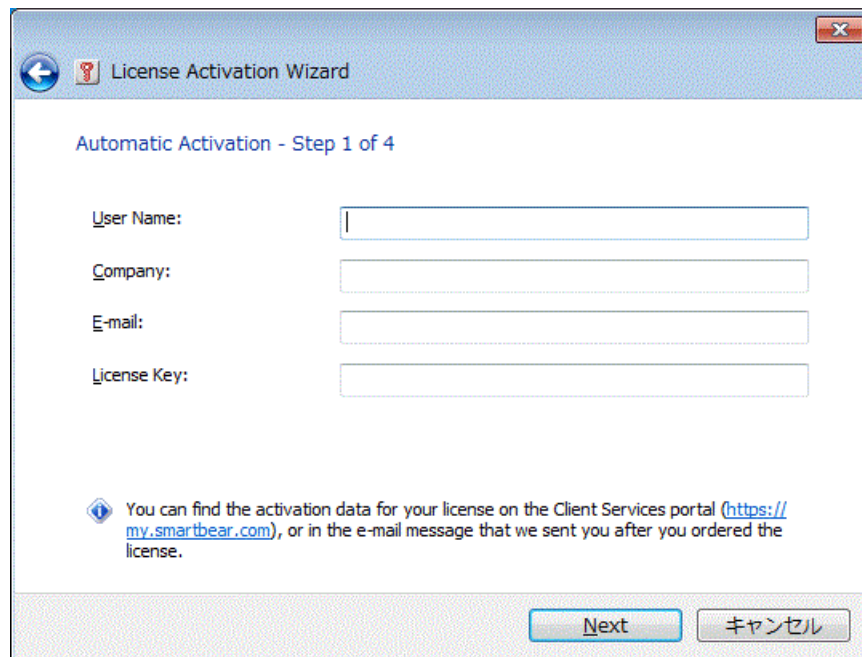 License Activation Wizard
Automatic Activation - Step 1 of 4
User Name:
Company:
E-mail:
License Key:
You can find the activation data for your license on the Client Services portal (https://
my.smartbear.com), or in the e-mail message that we sent you after you ordered the
license.
Next
キャンセル